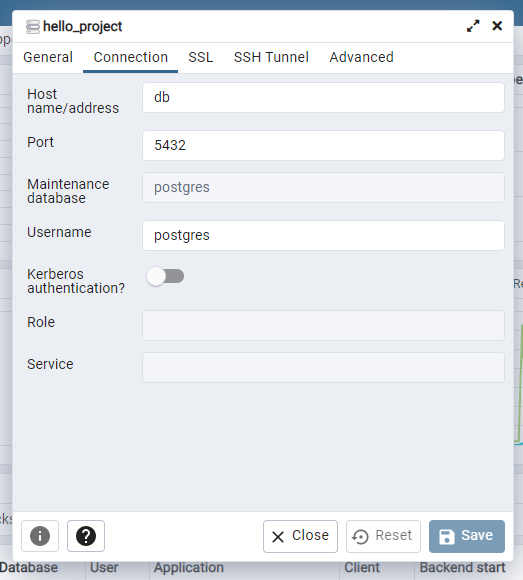 hello_project
General Connection SSL SSH Tunnel Advanced
Host
name/address
db
Port
5432
Maintenance
database
postgres
Username
postgres
Kerberos
authentication?
Role
Service
Close
Reset
Save
Database User Application Client Backend start